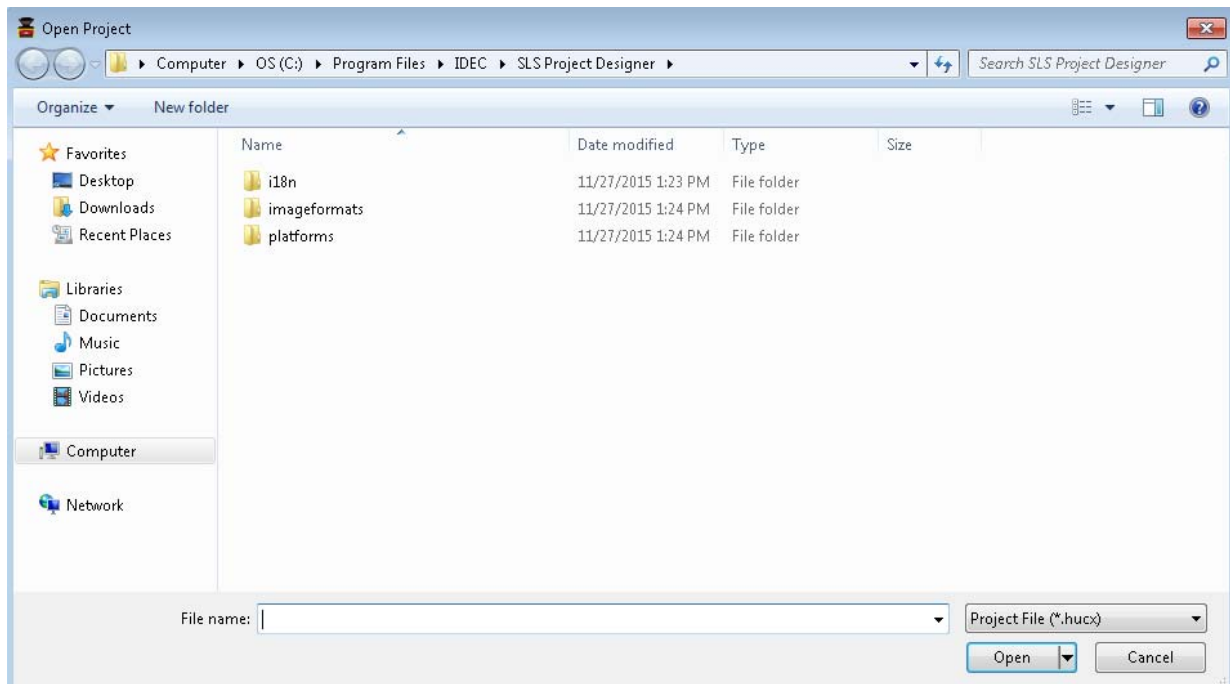 Open Project
Computer ▸ OS (C:) ▸ Program Files ▸ IDEC ▸ SLS Project Designer ▸
Search SLS Project Designer
Organize
New folder
Name Date modified Type Size
Favorites
Desktop
Downloads
Recent Places
Libraries
Documents
Music
Pictures
Videos
Computer
Network
i18n 11/27/2015 1:23 PM File folder
imageformats 11/27/2015 1:24 PM File folder
platforms 11/27/2015 1:24 PM File folder
File name:
Project File (*.hucx)
Open
Cancel